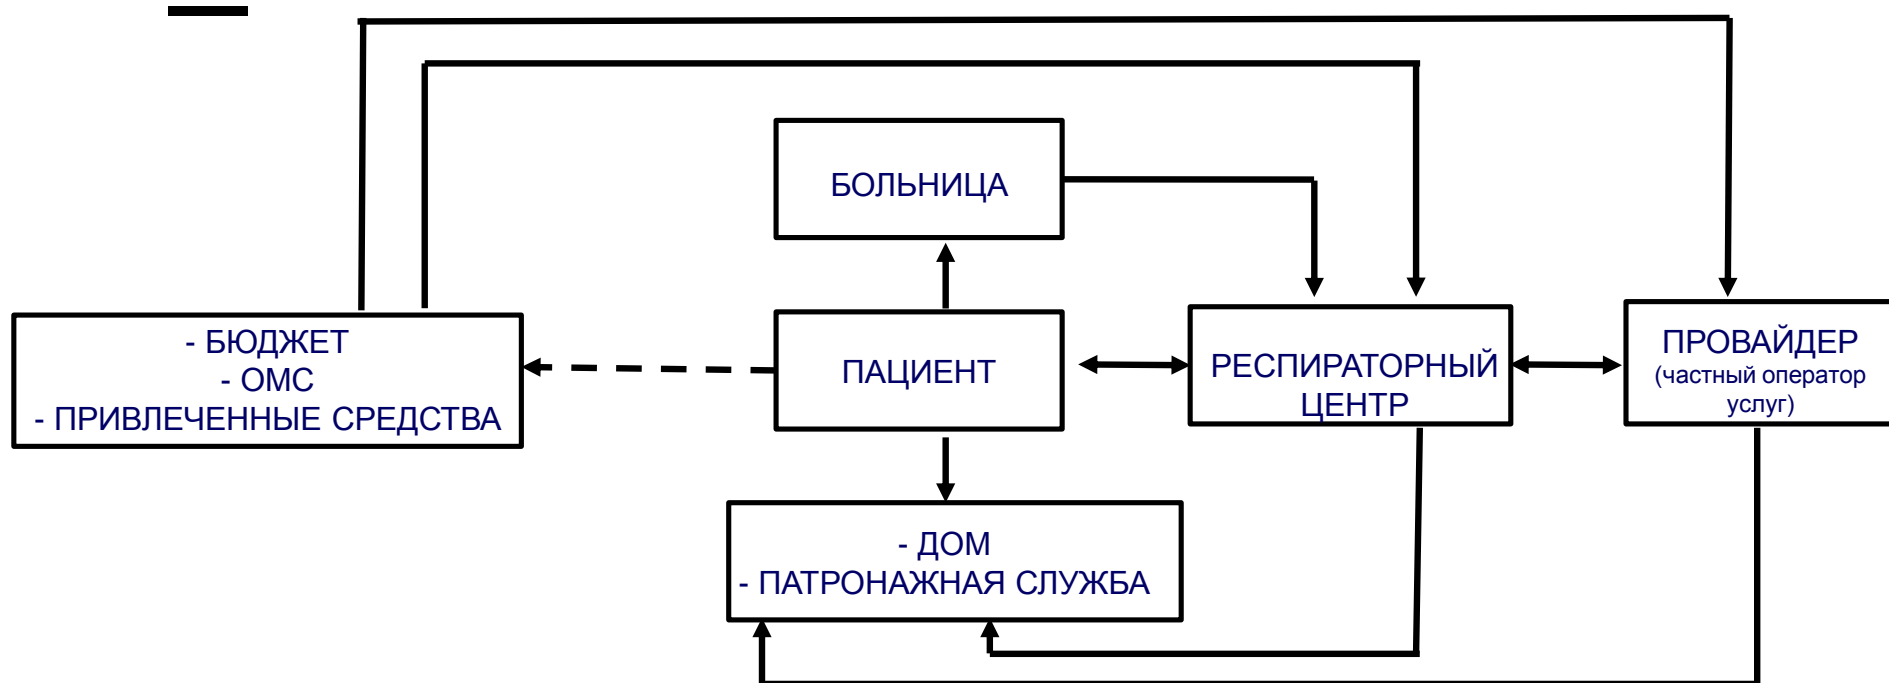 БОЛЬНИЦА
- БЮДЖЕТ
- ОМС
- ПРИВЛЕЧЕННЫЕ СРЕДСТВА
ПАЦИЕНТ
РЕСПИРАТОРНЫЙ
ЦЕНТР
ПРОВАЙДЕР
(частный оператор
услуг)
- ДОМ
- ПАТРОНАЖНАЯ СЛУЖБА